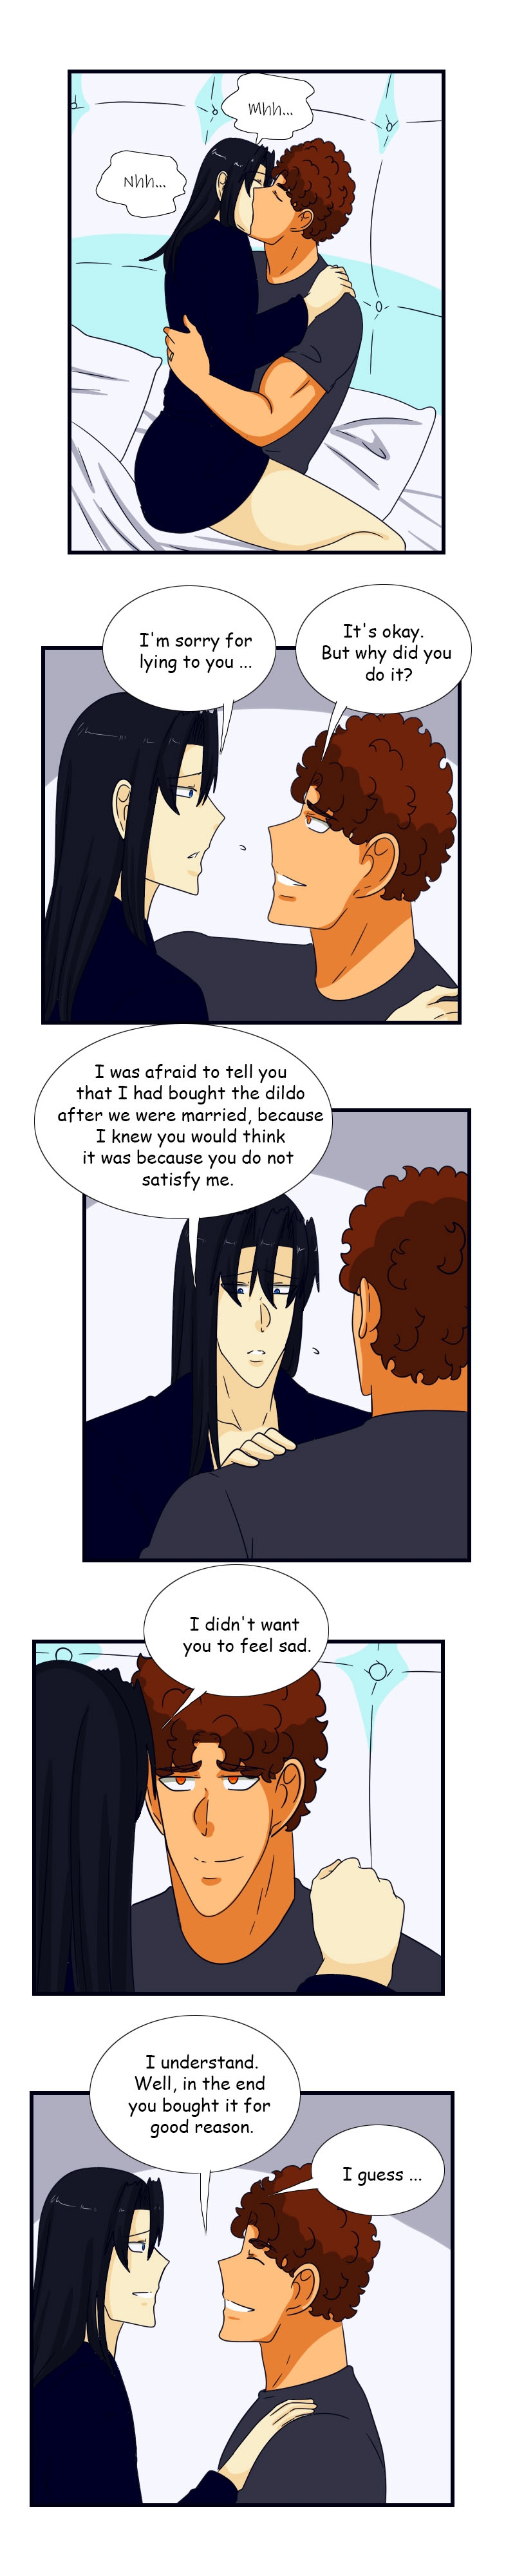 Mhh...
Nhh...
I'm sorry for
lying to you ...
It's okay.
But why did you
do it?
I was afraid to tell you
that I had bought the dildo
after we were married, because
I knew you would think
it was because you do not
satisfy me.
I didn't want
you to feel sad.
I understand.
Well, in the end
you bought it for
good reason.
I guess ...